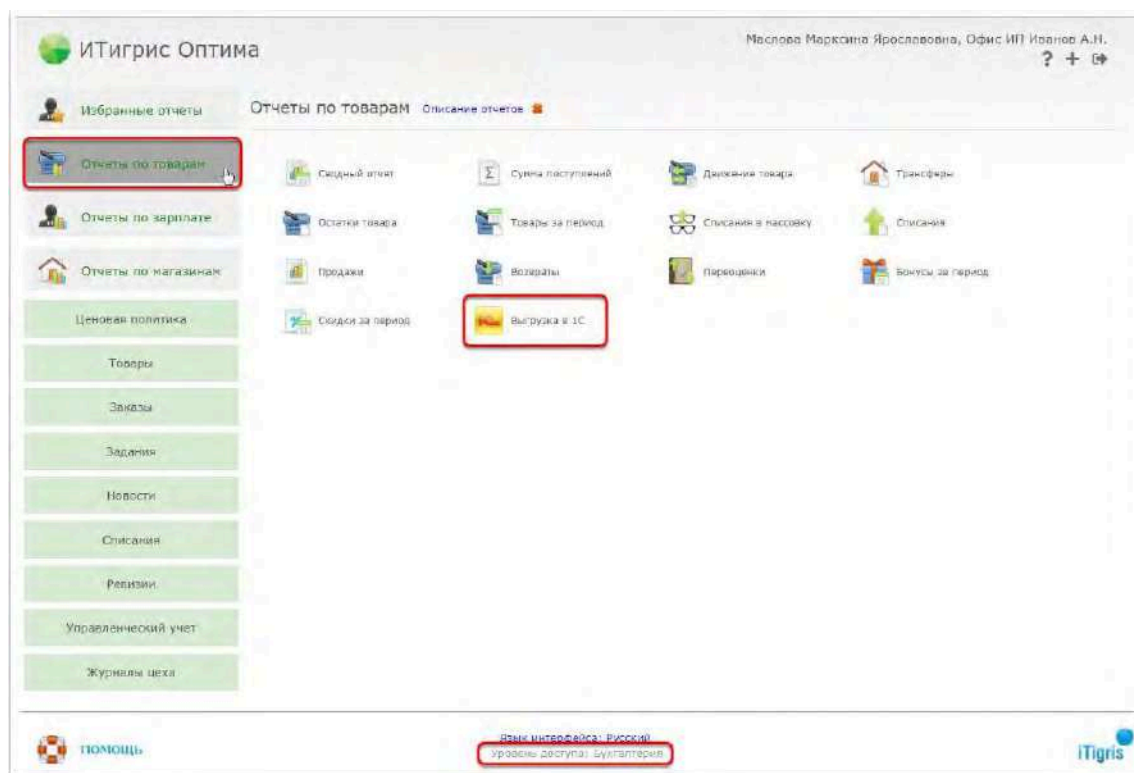 ИТигрис Оптима
Маслова Марксина Ярославовна, Офис ИП Иванов А.Н.
? +
Избранные отчеты
Отчеты по товарам Описание отчетов
Отчеты по товарам
Сводный отчет Сумма поступлений Движение товара Трансферы
Отчеты по зарплате
Остатки товара Товары за период Списания в массовку Списания
Отчеты по магазинам
Продажи Возвраты Переоценки Бонусы за период
Ценовая политика
Скидки за период Выгрузка в 1С
Товары
Заказы
Задания
Новости
Списания
Ревизии
Управленческий учет
Журналы цеха
ПОМОЩЬ
Язык интерфейса: Русский
Уровень доступа: Бухгалтерия
iTigris